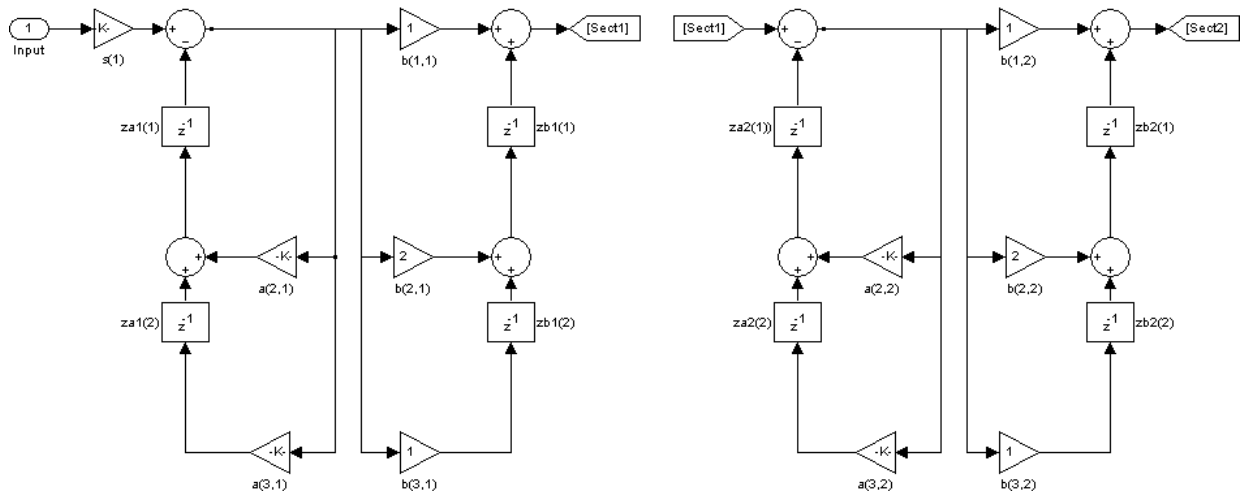 1
Input
K-
s(1)
+
−
1
b(1,1)
+
+
[Sect1]
za1(1)
z-1
z-1
zb1(1)
+
+
-K-
a(2,1)
2
b(2,1)
+
+
za1(2)
z-1
z-1
zb1(2)
-K-
a(3,1)
1
b(3,1)
[Sect1]
+
−
1
b(1,2)
+
+
[Sect2]
za2(1))
z-1
z-1
zb2(1)
+
+
-K-
a(2,2)
2
b(2,2)
+
+
za2(2)
z-1
z-1
zb2(2)
-K-
a(3,2)
1
b(3,2)